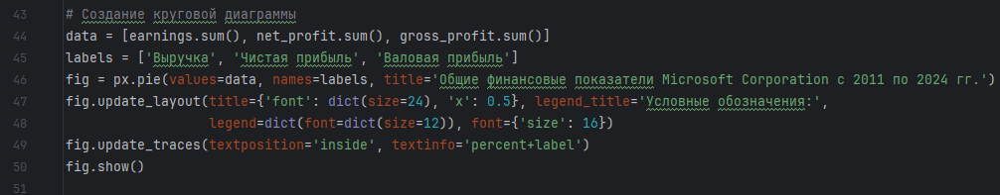 43 # Создание круговой диаграммы
44 data = [earnings.sum(), net_profit.sum(), gross_profit.sum()]
45 labels = ['Выручка', 'Чистая прибыль', 'Валовая прибыль']
46 fig = px.pie(values=data, names=labels, title='Общие финансовые показатели Microsoft Corporation с 2011 по 2024 гг.')
47 fig.update_layout(title={'font': dict(size=24), 'x': 0.5}, legend_title='Условные обозначения:',
48 legend=dict(font=dict(size=12)), font={'size': 16})
49 fig.update_traces(textposition='inside', textinfo='percent+label')
50 fig.show()
51